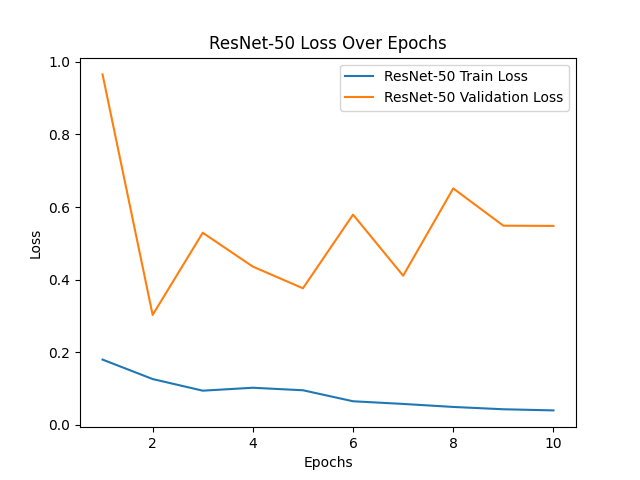 ResNet-50 Loss Over Epochs
ResNet-50 Train Loss
ResNet-50 Validation Loss
1.0
0.8
0.6
0.4
0.2
0.0
Loss
2 4 6 8 10
Epochs